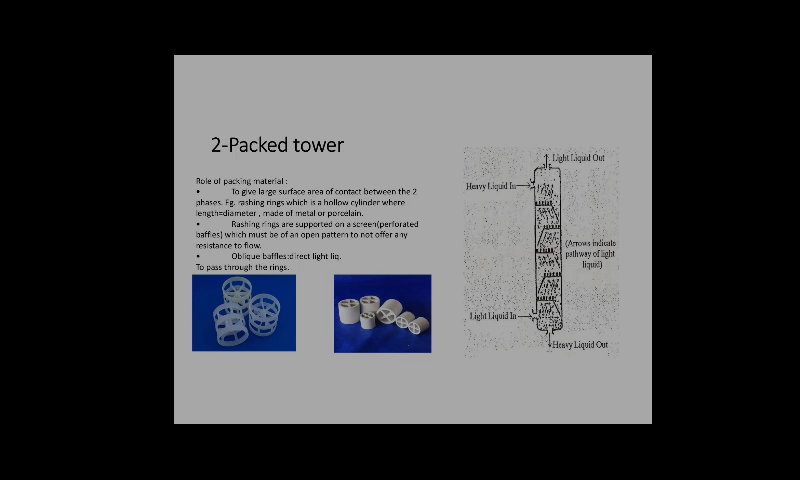 2-Packed tower
Role of packing material :
• To give large surface area of contact between the 2
phases. Eg. rashing rings which is a hollow cylinder where
length=diameter , made of metal or porcelain.
• Rashing rings are supported on a screen(perforated
baffles) which must be of an open pattern to not offer any
resistance to flow.
• Oblique baffles:direct light liq.
To pass through the rings.
Light Liquid Out
Heavy Liquid In
(Arrows indicate
pathway of light
liquid)
Light Liquid In
Heavy Liquid Out